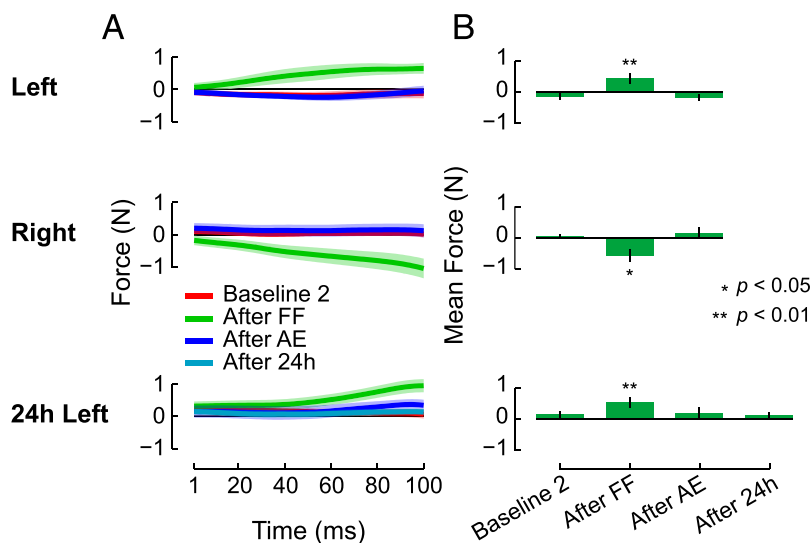 A
B
Left
1
0
−1
1
0
−1
Right
Force (N)
1
0
−1
Mean Force (N)
1
0
−1
Baseline 2
After FF
After AE
After 24h
**
*
* p < 0.05
** p < 0.01
24h Left
1
0
−1
1
0
−1
**
1 20 40 60 80 100
Time (ms)
Baseline 2
After FF
After AE
After 24h